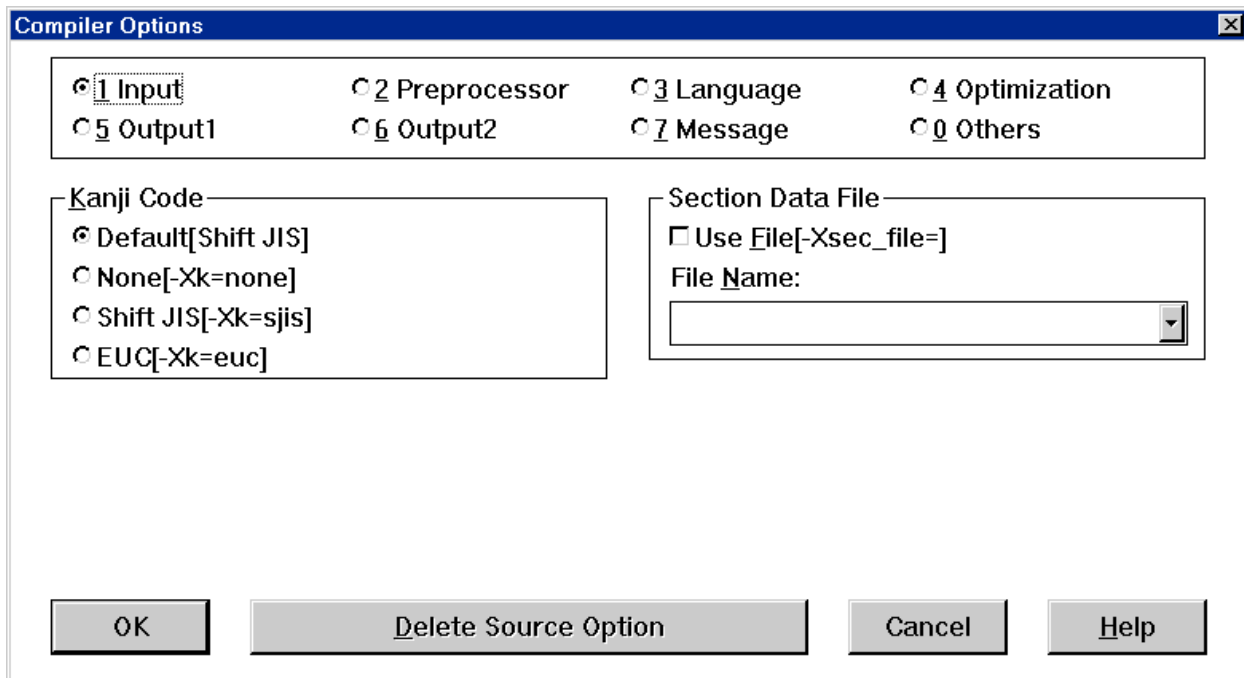 Compiler Options
1 Input 2 Preprocessor 3 Language 4 Optimization
5 Output1 6 Output2 7 Message 0 Others
Kanji Code
Default[Shift JIS]
None[-Xk=none]
Shift JIS[-Xk=sjis]
EUC[-Xk=euc]
Section Data File
Use File[-Xsec_file=]
File Name:
OK Delete Source Option Cancel Help